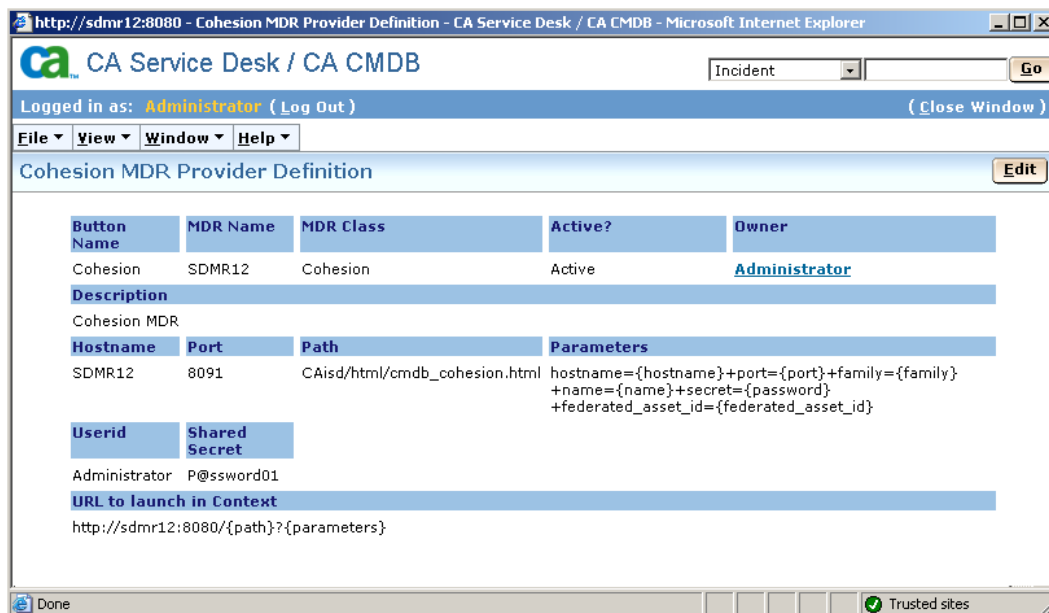 http://sdmr12:8080 - Cohesion MDR Provider Definition - CA Service Desk / CA CMDB - Microsoft Internet Explorer
ca™ CA Service Desk / CA CMDB
Incident Go
Logged in as: Administrator ( Log Out ) ( Close Window )
File View Window Help
Cohesion MDR Provider Definition Edit
Button Name MDR Name MDR Class Active? Owner
Cohesion SDMR12 Cohesion Active Administrator
Description
Cohesion MDR
Hostname Port Path Parameters
SDMR12 8091 CAisd/html/cmdb_cohesion.html hostname={hostname}+port={port}+family={family}
+name={name}+secret={password}
+federated_asset_id={federated_asset_id}
Userid Shared Secret
Administrator P@ssword01
URL to launch in Context
http://sdmr12:8080/{path}?{parameters}
Done Trusted sites